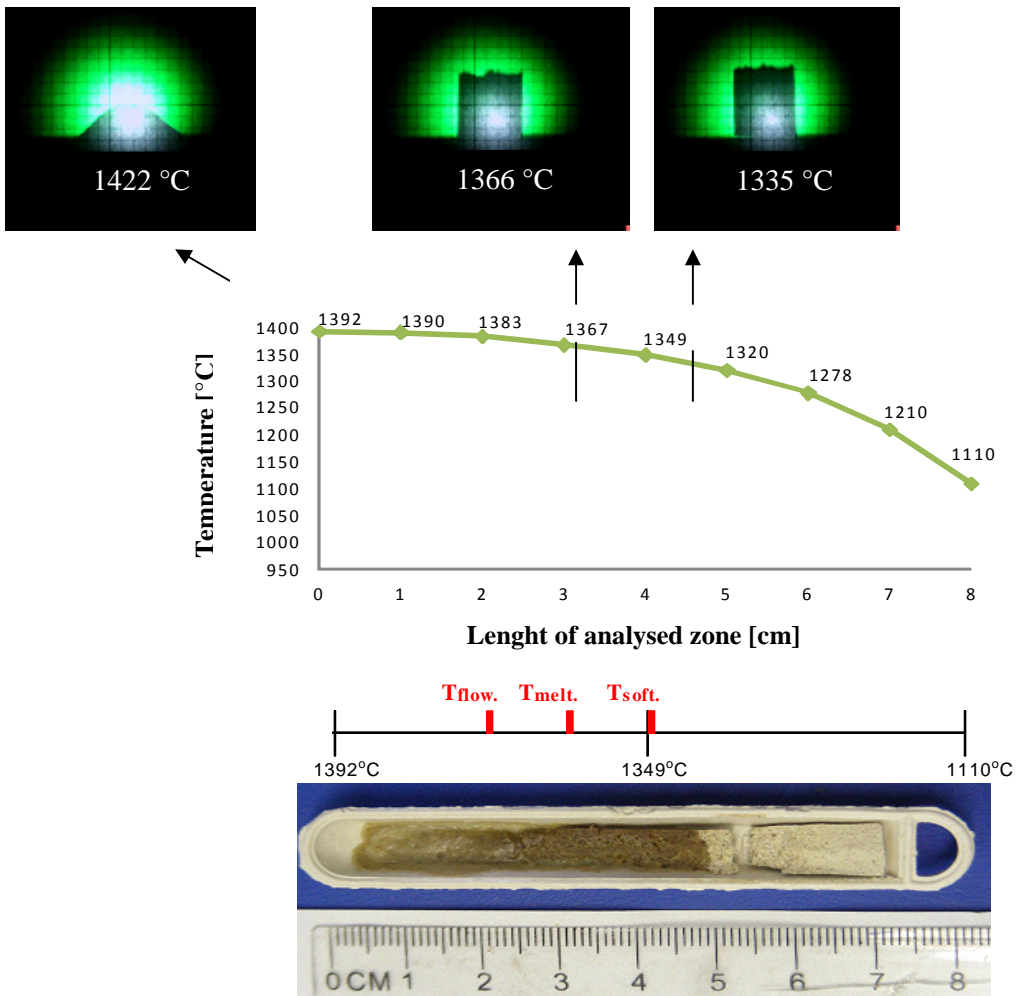 1422 °C
1366 °C
1335 °C
Temperature [°C]
1400
1350
1300
1250
1200
1150
1100
1050
1000
950
1392
1390
1383
1367
1349
1320
1278
1210
1110
0 1 2 3 4 5 6 7 8
Lenght of analysed zone [cm]
Tflow. Tmelt. Tsoft.
1392°C 1349°C 1110°C
0 CM 1 2 3 4 5 6 7 8